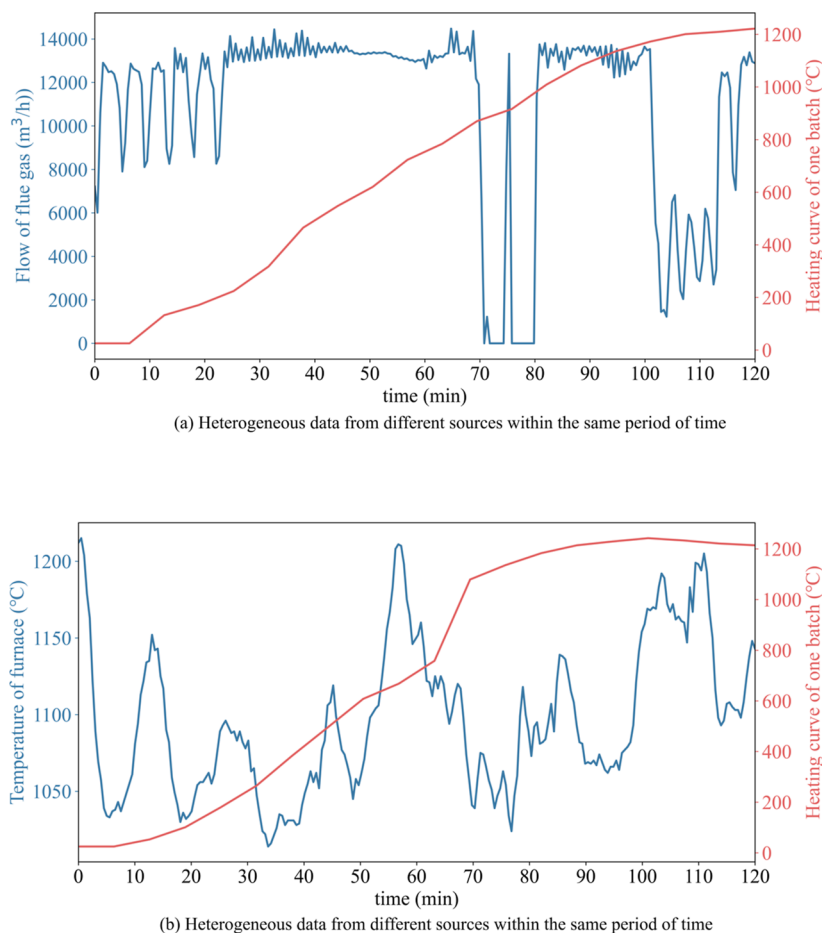 14000
12000
10000
8000
6000
4000
2000
0
Flow of flue gas (m³/h))
1200
1000
800
600
400
200
0
Heating curve of one batch (°C)
0 10 20 30 40 50 60 70 80 90 100 110 120
time (min)
(a) Heterogeneous data from different sources within the same period of time
1200
1150
1100
1050
Temperature of furnace (°C)
1200
1000
800
600
400
200
0
Heating curve of one batch (°C)
0 10 20 30 40 50 60 70 80 90 100 110 120
time (min)
(b) Heterogeneous data from different sources within the same period of time